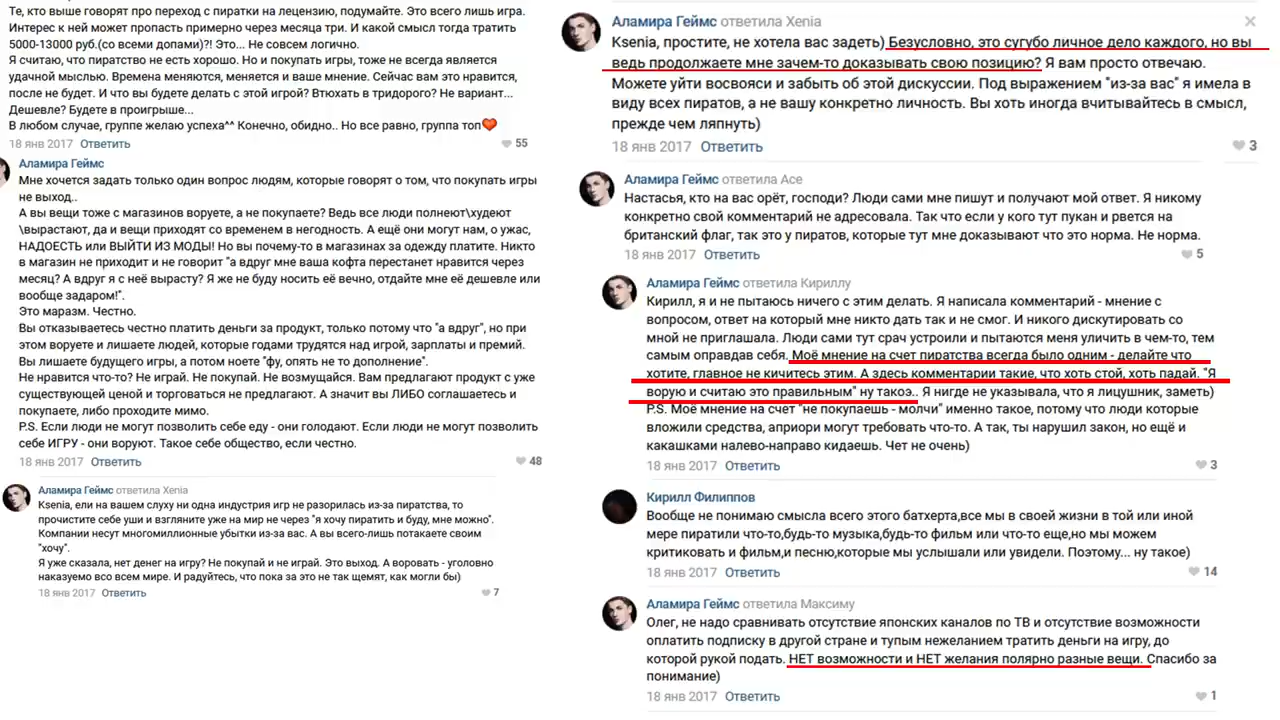 Те, кто выше говорят про переход с пиратки на лицензию, подумайте. Это всего лишь игра.
Интерес к ней может пропасть примерно через месяца три. И какой смысл тогда тратить
5000-13000 руб.(со всеми допами)?! Это... Не совсем логично.
Я считаю, что пиратство не есть хорошо. Но и покупать игры, тоже не всегда является
удачной мыслью. Времена меняются, меняется и ваше мнение. Сейчас вам это нравится,
после не будет. И что вы будете делать с этой игрой? Втюхать в тридорого? Не вариант...
Дешевле? Будете в проигрыше...
В любом случае, группе желаю успеха^^ Конечно, обидно.. Но все равно, группа топ❤
18 янв 2017 Ответить 55
Аламира Геймс
Мне хочется задать только один вопрос людям, которые говорят о том, что покупать игры
не выход..
А вы вещи тоже с магазинов воруете, а не покупаете? Ведь все люди полнеют\худеют
\вырастают, да и вещи приходят со временем в негодность. А ещё они могут нам, о ужас,
НАДОЕСТЬ или ВЫЙТИ ИЗ МОДЫ! Но вы почему-то в магазинах за одежду платите. Никто
в магазин не приходит и не говорит "а вдруг мне ваша кофта перестанет нравится через
месяц? А вдруг я с неё вырасту? Я же не буду носить её вечно, отдайте мне её дешевле или
вообще задаром!".
Это маразм. Честно.
Вы отказываетесь честно платить деньги за продукт, только потому что "а вдруг", но при
этом воруете и лишаете людей, которые годами трудятся над игрой, зарплаты и премий.
Вы лишаете будущего игры, а потом ноете "фу, опять не то дополнение".
Не нравится что-то? Не играй. Не покупай. Не возмущайся. Вам предлагают продукт с уже
существующей ценой и торговаться никто не предлагает. А значит вы ЛИБО соглашаетесь и
покупаете, либо проходите мимо.
P.S. Если люди не могут позволить себе еду - они голодают. Если люди не могут позволить
себе ИГРУ - они воруют. Такое себе общество, если честно.
18 янв 2017 Ответить 48
Аламира Геймс ответила Xenia
Ksenia, ели на вашем слуху ни одна индустрия игр не разорилась из-за пиратства, то
прочистите себе уши и взгляните уже на мир не через "я хочу пиратить и буду, мне можно".
Компании несут многомиллионные убытки из-за вас. А вы всего-лишь потакаете своим
"хочу".
Я уже сказала, нет денег на игру? Не покупай и не играй. Это выход. А воровать - уголовно
наказуемо всо всем мире. И радуйтесь, что пока за это не так щемят, как могли бы)
18 янв 2017 Ответить 7
Аламира Геймс ответила Xenia
Ksenia, простите, не хотела вас задеть) Безусловно, это сугубо личное дело каждого, но вы
ведь продолжаете мне зачем-то доказывать свою позицию? Я вам просто отвечаю.
Можете уйти восвояси и забыть об этой дискуссии. Под выражением "из-за вас" я имела в
виду всех пиратов, а не вашу конкретно личность. Вы хоть иногда вчитывайтесь в смысл,
прежде чем ляпнуть)
18 янв 2017 Ответить 3
Аламира Геймс ответила Асе
Настасья, кто на вас орёт, господи? Люди сами мне пишут и получают мой ответ. Я никому
конкретно свой комментарий не адресовала. Так что если у кого тут пукан и рвется на
британский флаг, так это у пиратов, которые тут мне доказывают что это норма. Не норма.
18 янв 2017 Ответить 5
Аламира Геймс ответила Кириллу
Кирилл, я и не пытаюсь ничего с этим делать. Я написала комментарий - мнение с
вопросом, ответ на который мне никто дать так и не смог. И никого дискутировать со
мной не приглашала. Люди сами тут срач устроили и пытаются меня уличить в чем-то, тем
самым оправдав себя. Моё мнение на счет пиратства всегда было одним - делайте что
хотите, главное не кичитесь этим. А здесь комментарии такие, что хоть стой, хоть падай. "Я
ворую и считаю это правильным" ну такоэ.. Я нигде не указывала, что я лицушник, заметь)
P.S. Моё мнение на счет "не покупаешь - молчи" именно такое, потому что люди которые
вложили средства, априори могут требовать что-то. А так, ты нарушил закон, но ещё и
какашками налево-направо кидаешь. Чет не очень)
18 янв 2017 Ответить 3
Кирилл Филиппов
Вообще не понимаю смысла всего этого батхерта,все мы в своей жизни в той или иной
мере пиратили что-то,будь-то музыка,будь-то фильм или что-то еще,но мы можем
критиковать и фильм,и песню,которые мы услышали или увидели. Поэтому... ну такое)
18 янв 2017 Ответить 14
Аламира Геймс ответила Максиму
Олег, не надо сравнивать отсутствие японских каналов по ТВ и отсутствие возможности
оплатить подписку в другой стране и тупым нежеланием тратить деньги на игру, до
которой рукой подать. НЕТ возможности и НЕТ желания полярно разные вещи. Спасибо за
понимание)
18 янв 2017 Ответить 1